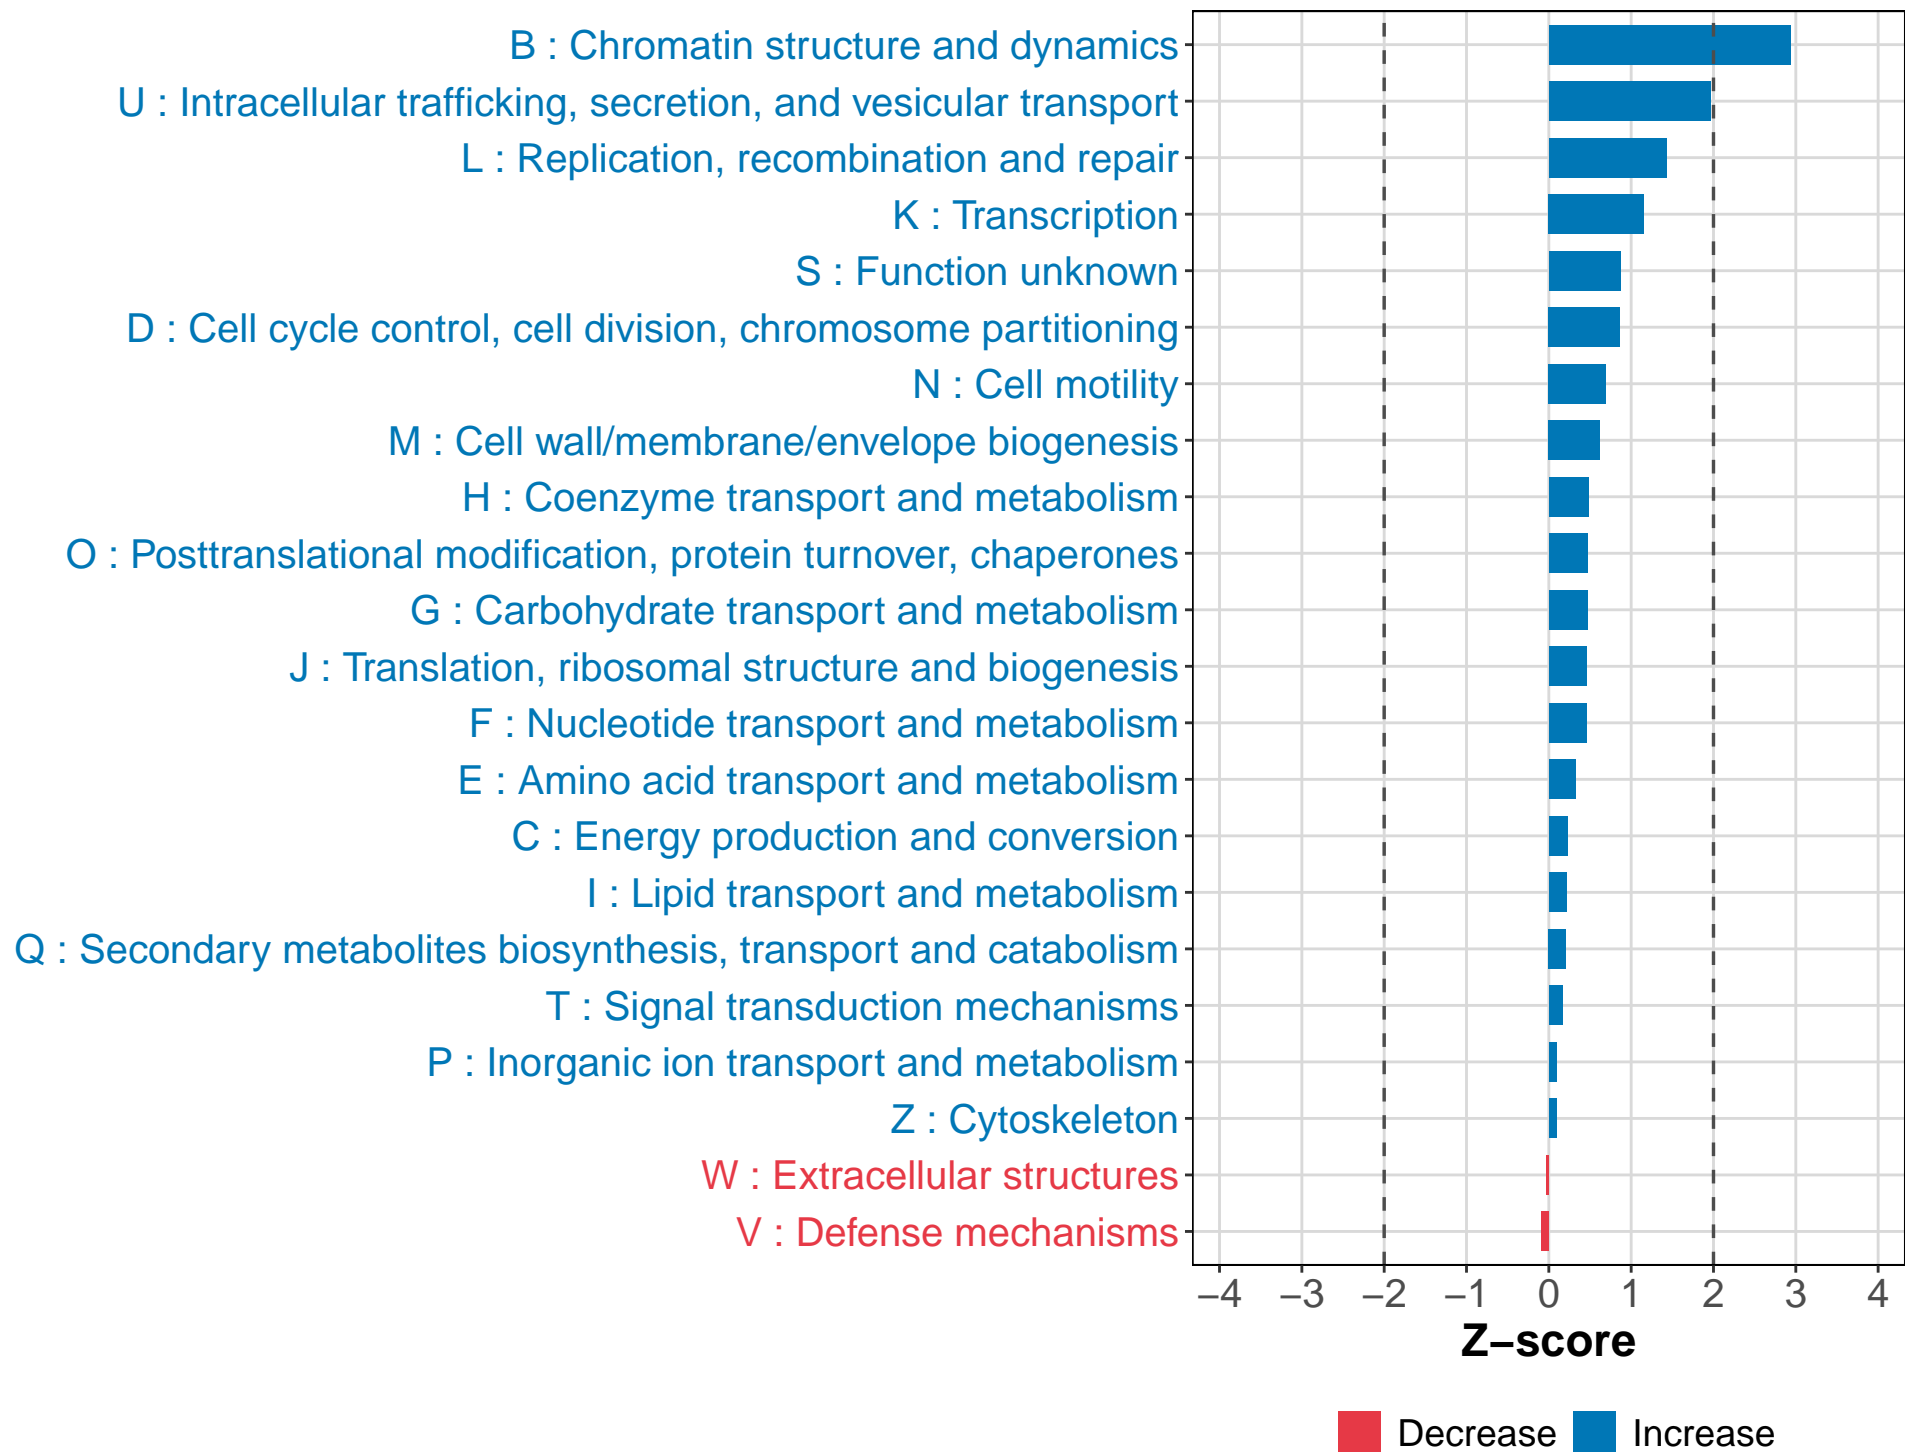 B : Chromatin structure and dynamics
U : Intracellular trafficking, secretion, and vesicular transport
L : Replication, recombination and repair
K : Transcription
S : Function unknown
D : Cell cycle control, cell division, chromosome partitioning
N : Cell motility
M : Cell wall/membrane/envelope biogenesis
H : Coenzyme transport and metabolism
O : Posttranslational modification, protein turnover, chaperones
G : Carbohydrate transport and metabolism
J : Translation, ribosomal structure and biogenesis
F : Nucleotide transport and metabolism
E : Amino acid transport and metabolism
C : Energy production and conversion
I : Lipid transport and metabolism
Q : Secondary metabolites biosynthesis, transport and catabolism
T : Signal transduction mechanisms
P : Inorganic ion transport and metabolism
Z : Cytoskeleton
W : Extracellular structures
V : Defense mechanisms
−4 −3 −2 −1 0 1 2 3 4
Z−score
Decrease Increase